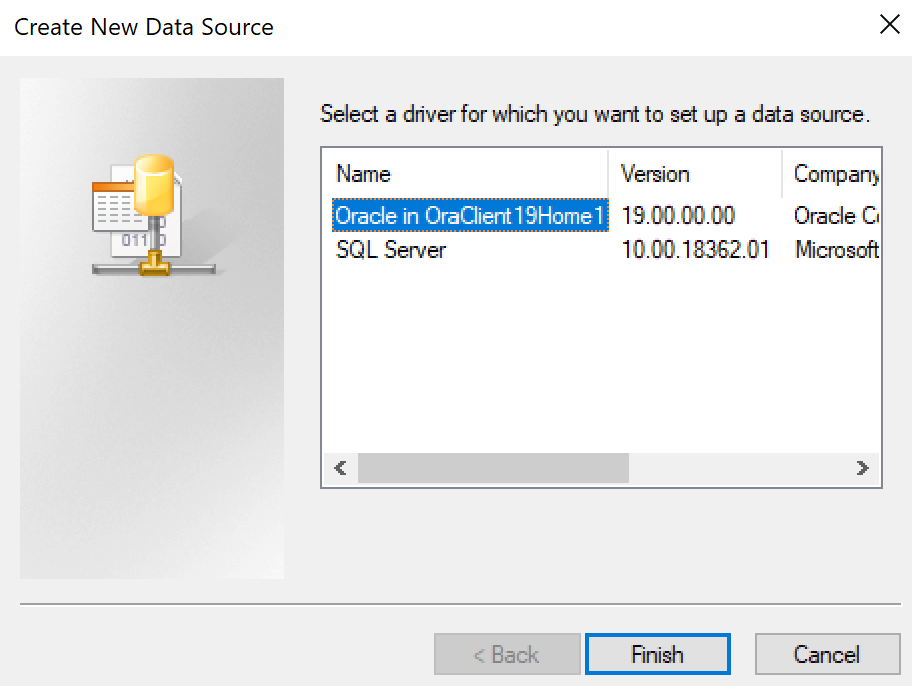 Create New Data Source
Select a driver for which you want to set up a data source.
Name Version Company
Oracle in OraClient19Home1 19.00.00.00 Oracle
SQL Server 10.00.18362.01 Microsoft
011
< Back Finish Cancel